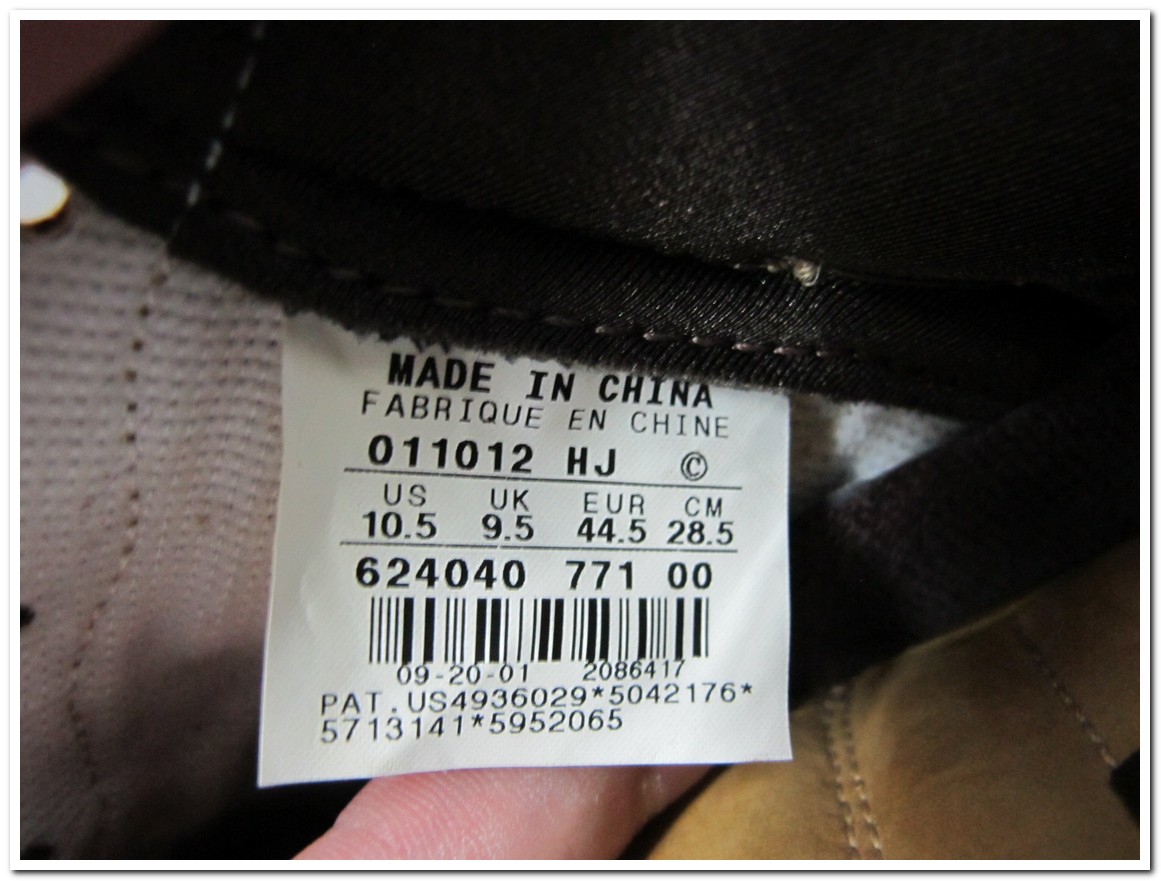 MADE IN CHINA
FABRIQUE EN CHINE
011012 HJ ©
US UK EUR CM
10.5 9.5 44.5 28.5
624040 771 00
09-20-01 2086417
PAT.US4936029*5042176*
5713141*5952065